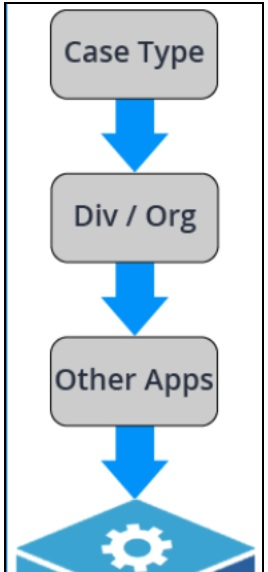 Case Type
Div / Org
Other Apps